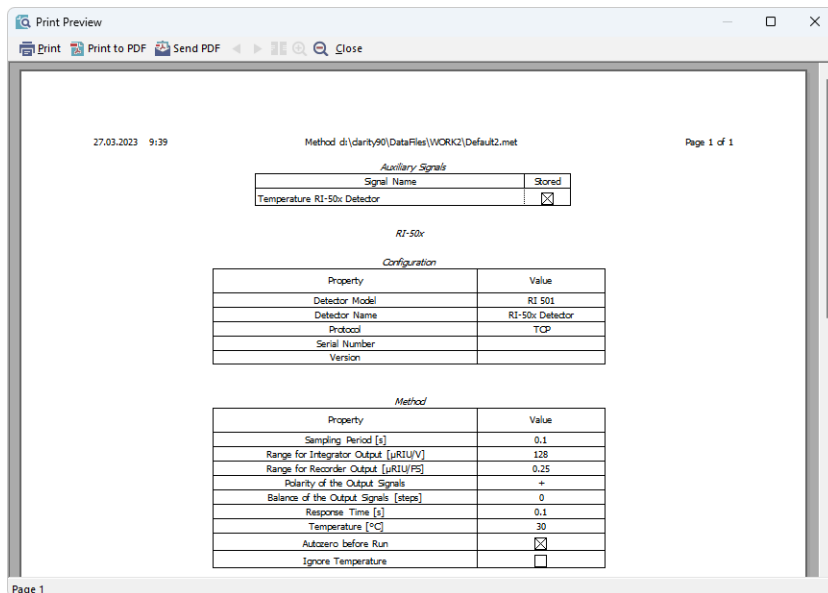 Print Preview
Print Print to PDF Send PDF Close
27.03.2023 9:39 Method d:\clarity90\DataFiles\WORK2\Default2.met Page 1 of 1
Auxiliary Signals
Signal Name Stored
Temperature RI-50x Detector
RI-50x
Configuration
Property Value
Detector Model RI 501
Detector Name RI-50x Detector
Protocol TCP
Serial Number
Version
Method
Property Value
Sampling Period [s] 0.1
Range for Integrator Output [µRIU/V] 128
Range for Recorder Output [µRIU/FS] 0.25
Polarity of the Output Signals +
Balance of the Output Signals [steps] 0
Response Time [s] 0.1
Temperature [°C] 30
Autozero before Run
Ignore Temperature
Page 1